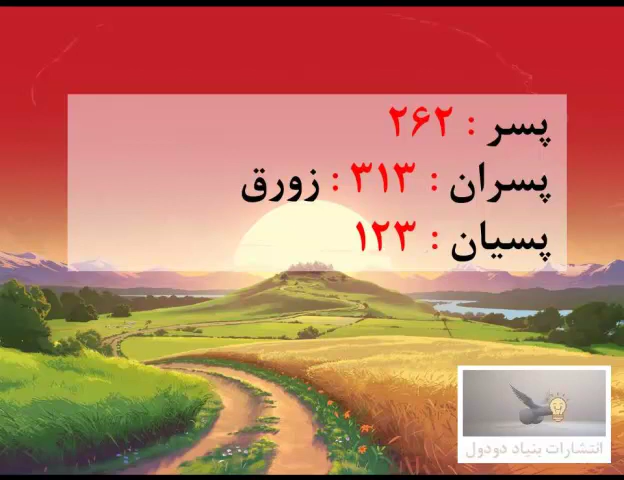 پسر : ۲۶۲
پسران : ۳۱۳ : زورق
پسیان : ۱۲۳
انتشارات بنیاد دودول